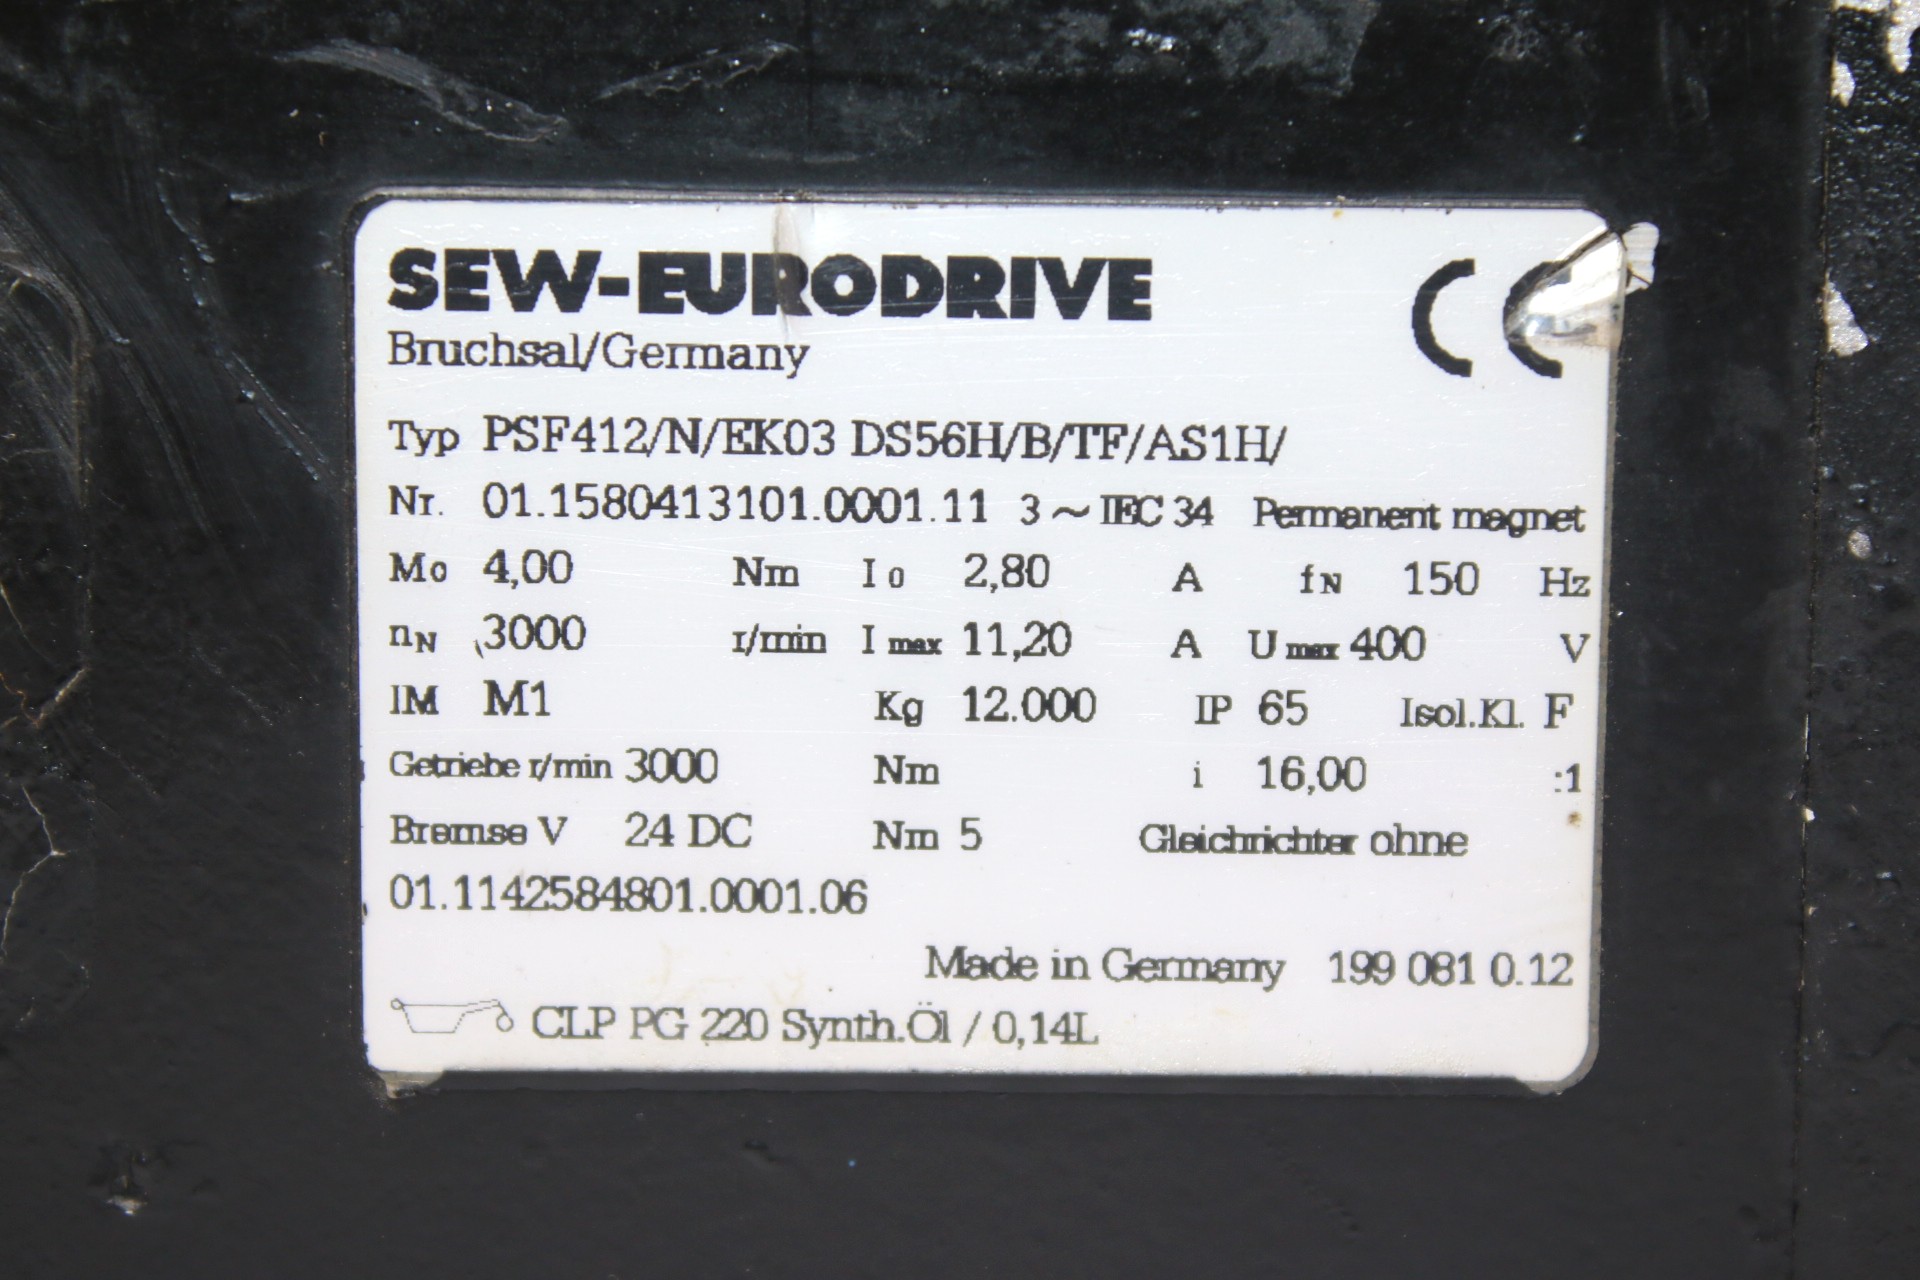 SEW-EURODRIVE CE
Bruchsal/Germany
Typ PSF412/N/EK03 DS56H/B/TF/AS1H/
Nr. 01.1580413101.0001.11 3 ~ IEC 34 Permanent magnet
M0 4,00 Nm I0 2,80 A fN 150 Hz
nN 3000 r/min I max 11,20 A U max 400 V
IM M1 Kg 12.000 IP 65 Isol.Kl. F
Getriebe r/min 3000 Nm i 16,00 :1
Bremse V 24 DC Nm 5 Gleichrichter ohne
01.1142584801.0001.06
Made in Germany 199 081 0.12
CLP PG 220 Synth.Öl / 0,14L